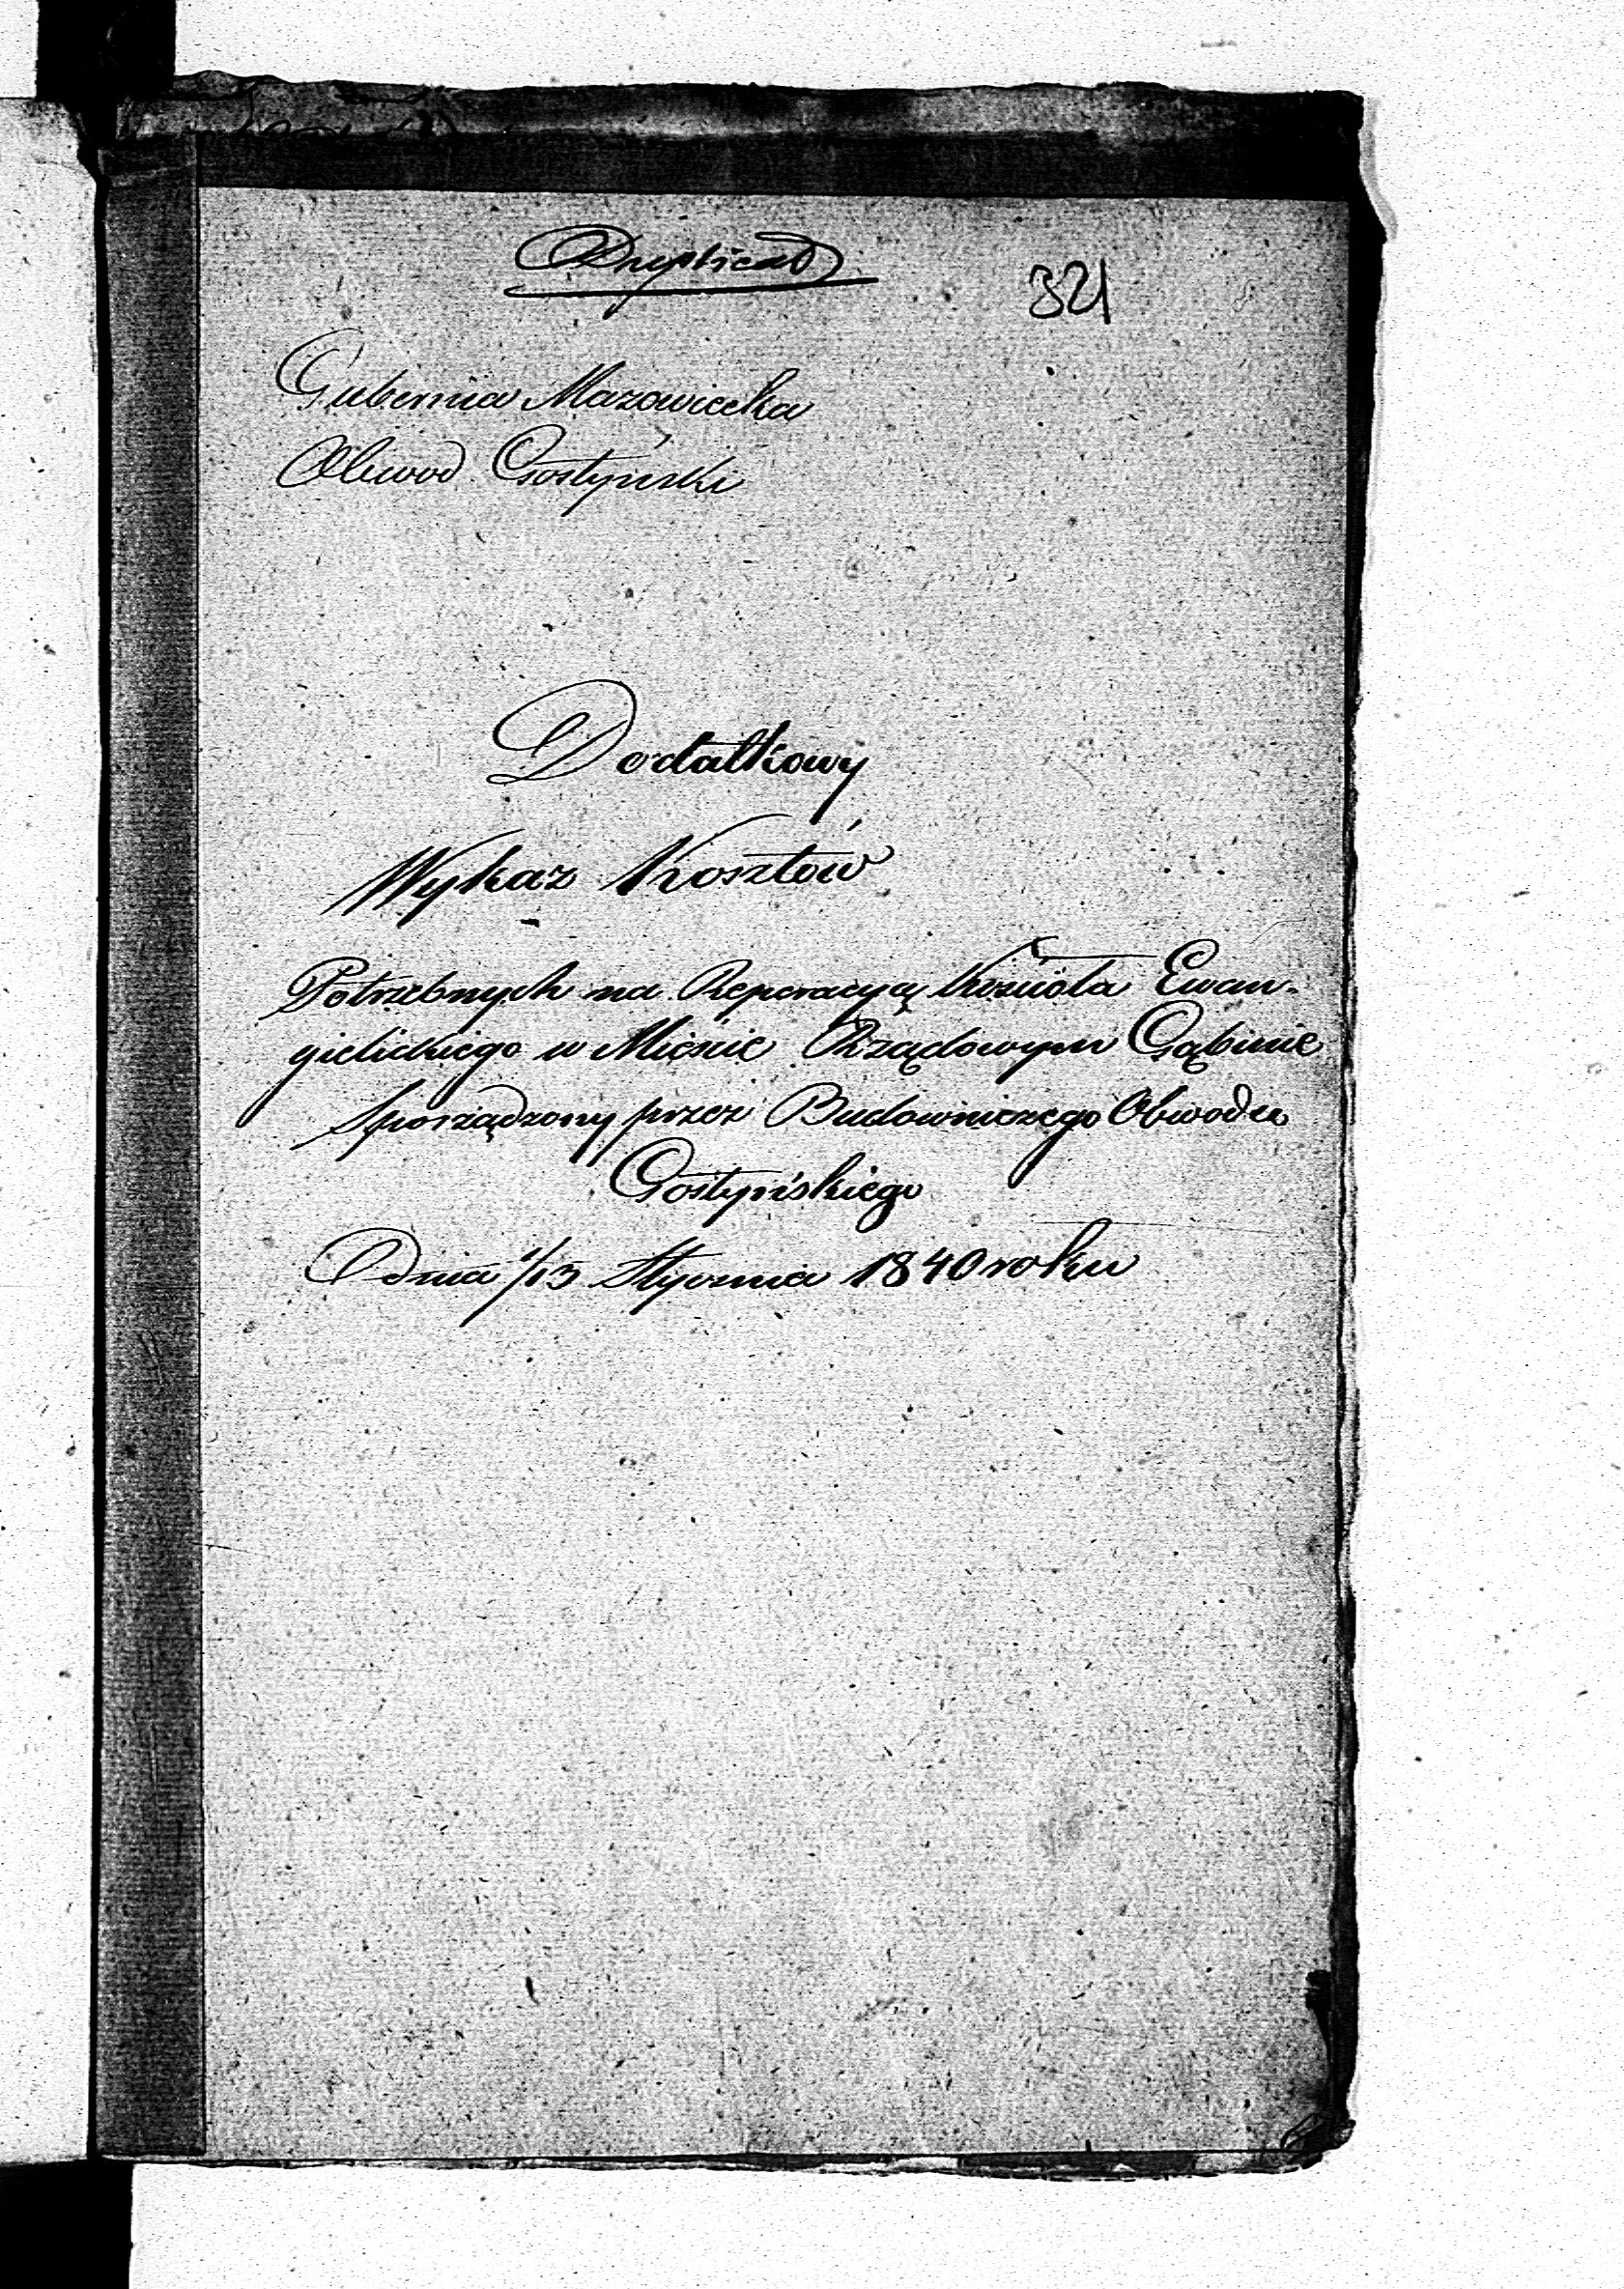 Duplicat
321
Gubernia Mazowiecka
Obwod Gostyński
Dodatkowy
Wykaz Kosztów
Potrzebnych na Reperacyą Kościoła Ewan-
gielickiego w Mieście Rządowym Gąbinie
Sporządzony przez Budowniczego Obwodu
Gostyńskiego
Dnia 1/13 Stycznia 1840 roku